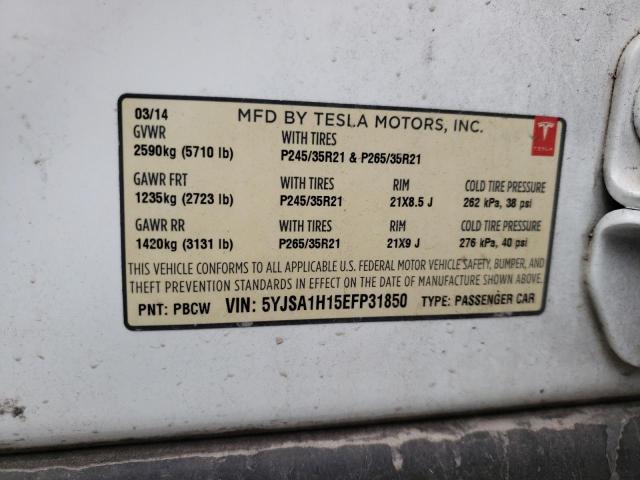 03/14 MFD BY TESLA MOTORS, INC.
GVWR WITH TIRES
TESLA
2590kg (5710 lb) P245/35R21 & P265/35R21
GAWR FRT WITH TIRES RIM COLD TIRE PRESSURE
1235kg (2723 lb) P245/35R21 21X8.5 J 262 kPa, 38 psi
GAWR RR WITH TIRES RIM COLD TIRE PRESSURE
1420kg (3131 lb) P265/35R21 21X9 J 276 kPa, 40 psi
THIS VEHICLE CONFORMS TO ALL APPLICABLE U.S. FEDERAL MOTOR VEHICLE SAFETY, BUMPER, AND
THEFT PREVENTION STANDARDS IN EFFECT ON THE DATE OF MANUFACTURE SHOWN ABOVE.
PNT: PBCW VIN: 5YJSA1H15EFP31850 TYPE: PASSENGER CAR